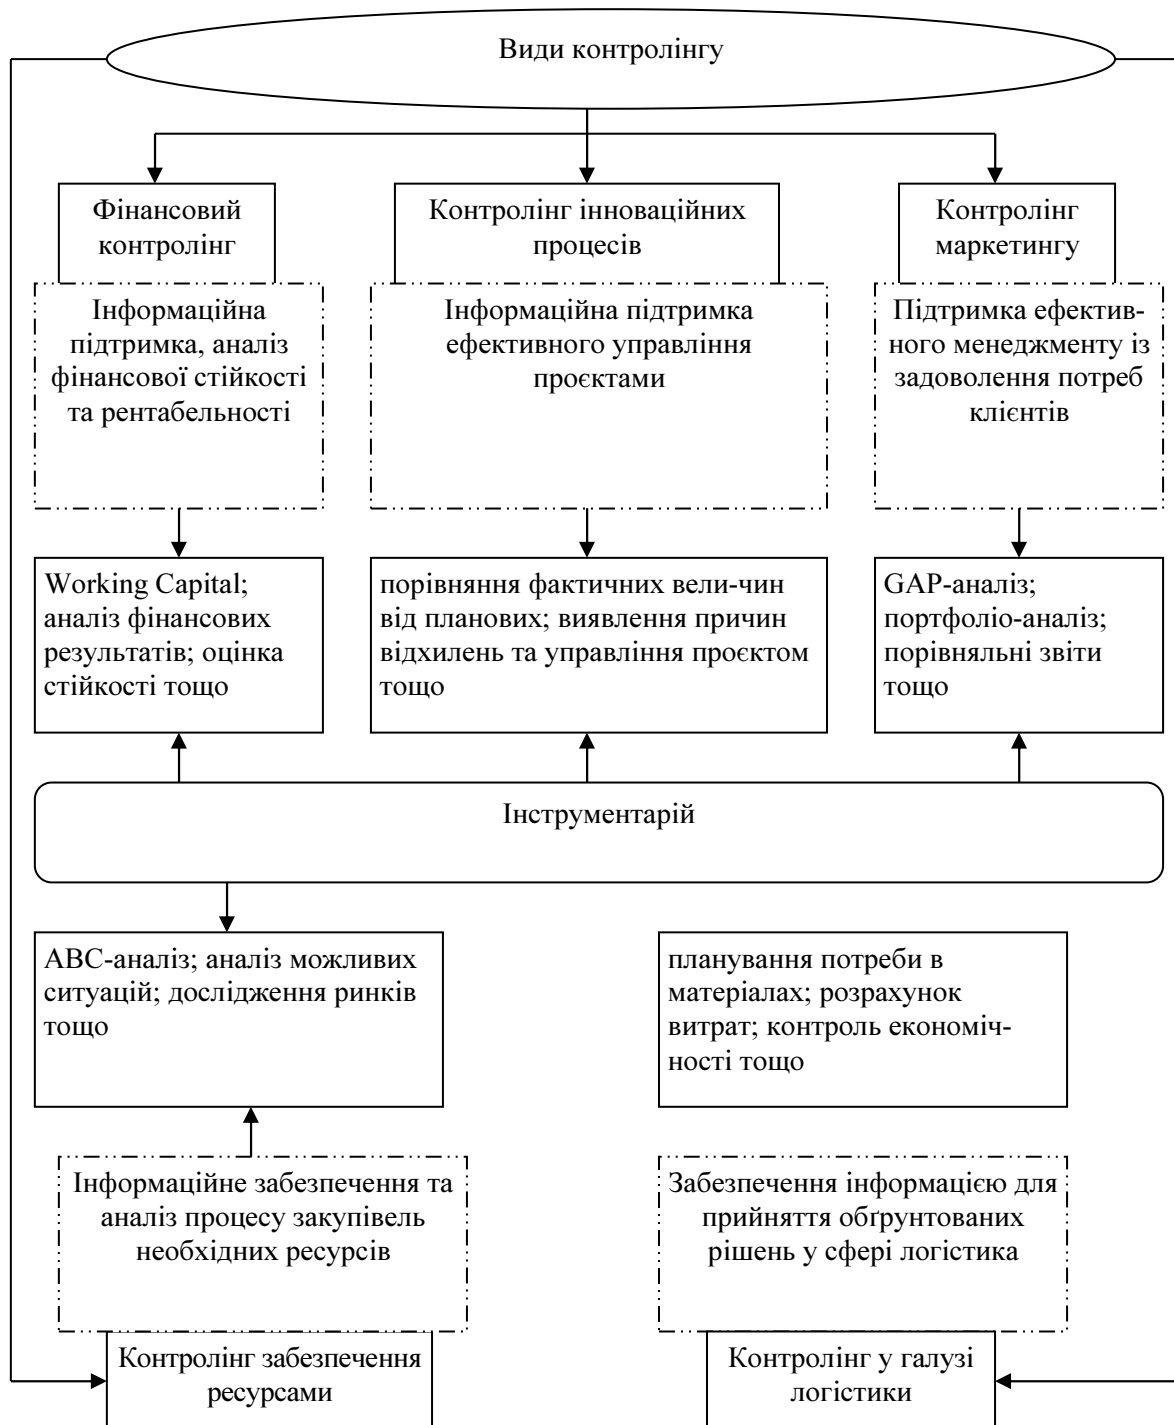 Види контролінгу
Фінансовий
контролінг
Контролінг інноваційних
процесів
Контролінг
маркетингу
Інформаційна
підтримка, аналіз
фінансової стійкості
та рентабельності
Інформаційна підтримка
ефективного управління
проєктами
Підтримка ефектив-
ного менеджменту із
задоволення потреб
клієнтів
Working Capital;
аналіз фінансових
результатів; оцінка
стійкості тощо
порівняння фактичних вели-чин
від планових; виявлення причин
відхилень та управління проєктом
тощо
GAP-аналіз;
портфоліо-аналіз;
порівняльні звіти
тощо
Інструментарій
АВС-аналіз; аналіз можливих
ситуацій; дослідження ринків
тощо
планування потреби в
матеріалах; розрахунок
витрат; контроль економіч-
ності тощо
Інформаційне забезпечення та
аналіз процесу закупівель
необхідних ресурсів
Забезпечення інформацією для
прийняття обґрунтованих
рішень у сфері логістика
Контролінг забезпечення
ресурсами
Контролінг у галузі
логістики